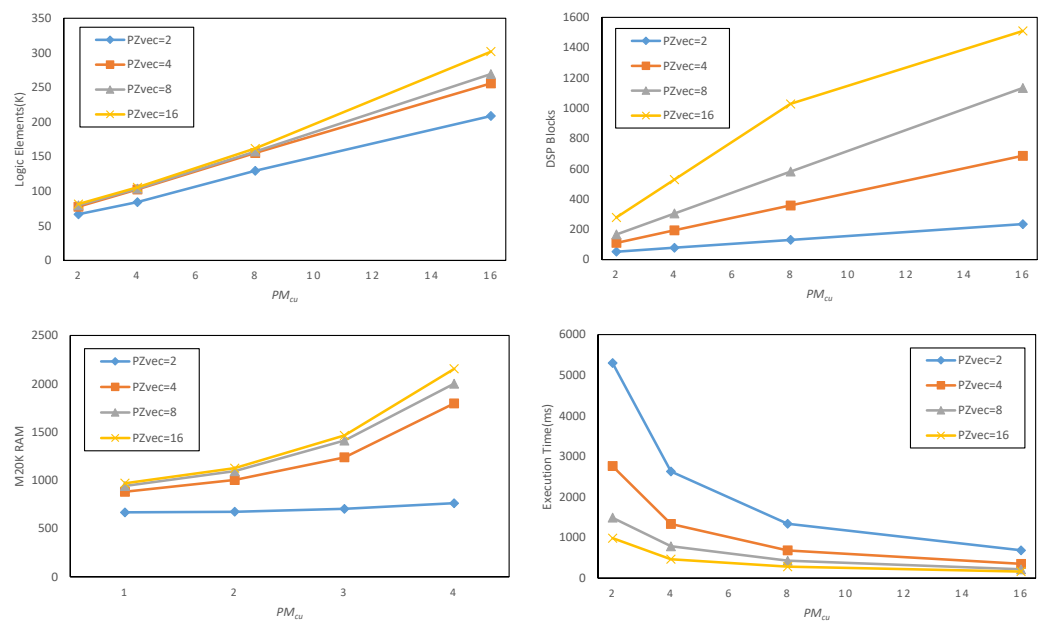 350
300
250
200
150
100
50
0
Logic Elements(K)
PZvec=2
PZvec=4
PZvec=8
PZvec=16
2 4 6 8 10 12 14 16
PMcu
1600
1400
1200
1000
800
600
400
200
0
DSP Blocks
PZvec=2
PZvec=4
PZvec=8
PZvec=16
2 4 6 8 10 12 14 16
PMcu
2500
2000
1500
1000
500
0
M20K RAM
PZvec=2
PZvec=4
PZvec=8
PZvec=16
1 2 3 4
PMcu
6000
5000
4000
3000
2000
1000
0
Execution Time(ms)
PZvec=2
PZvec=4
PZvec=8
PZvec=16
2 4 6 8 10 12 14 16
PMcu